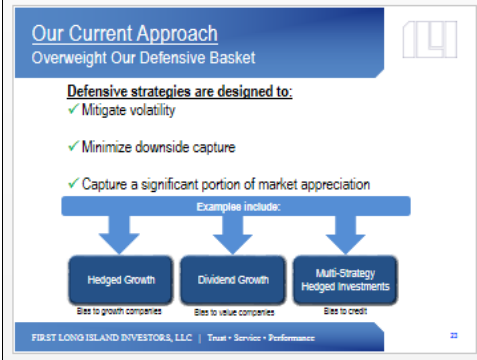 Our Current Approach
Overweight Our Defensive Basket
Defensive strategies are designed to:
✓ Mitigate volatility
✓ Minimize downside capture
✓ Capture a significant portion of market appreciation
Examples include:
Hedged Growth
Dividend Growth
Multi-Strategy
Hedged Investments
Bias to growth companies
Bias to value companies
Bias to credit
FIRST LONG ISLAND INVESTORS, LLC | Trust • Service • Performance
23